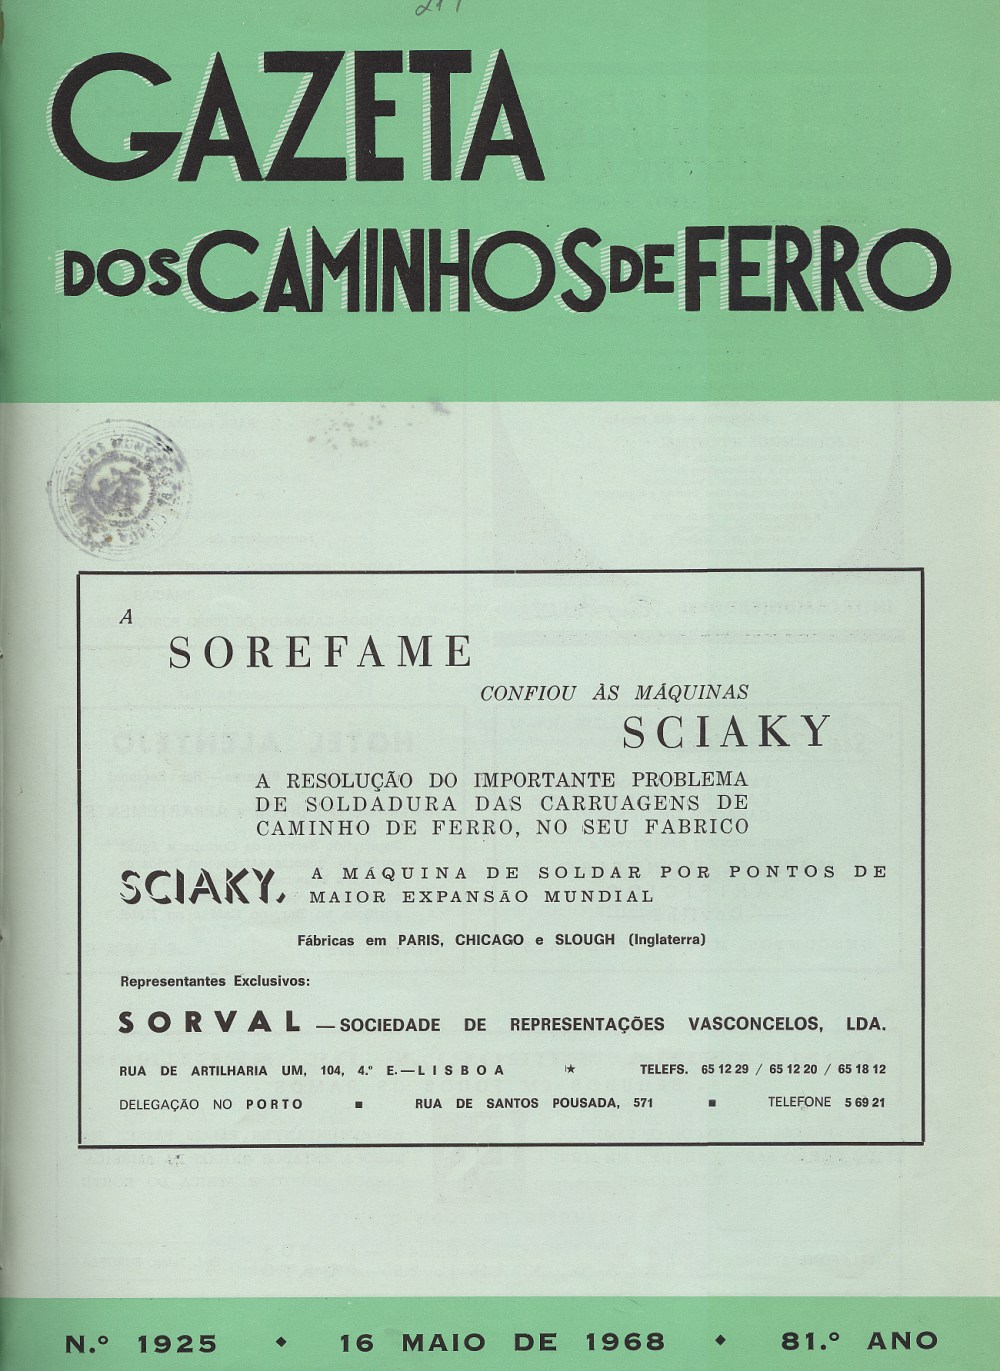 GAZETA
DOS CAMINHOS DE FERRO
A
SOREFAME
CONFIOU ÀS MÁQUINAS
SCIAKY
A RESOLUÇÃO DO IMPORTANTE PROBLEMA
DE SOLDADURA DAS CARRUAGENS DE
CAMINHO DE FERRO, NO SEU FABRICO
SCIAKY, A MÁQUINA DE SOLDAR POR PONTOS DE
MAIOR EXPANSÃO MUNDIAL
Fábricas em PARIS, CHICAGO e SLOUGH (Inglaterra)
Representantes Exclusivos:
SORVAL — SOCIEDADE DE REPRESENTAÇÕES VASCONCELOS, LDA.
RUA DE ARTILHARIA UM, 104, 4.º E. — LISBOA ★ TELEFS. 65 12 29 / 65 12 20 / 65 18 12
DELEGAÇÃO NO PORTO ■ RUA DE SANTOS POUSADA, 571 ■ TELEFONE 5 69 21
N.º 1925 ◆ 16 MAIO DE 1968 ◆ 81.º ANO